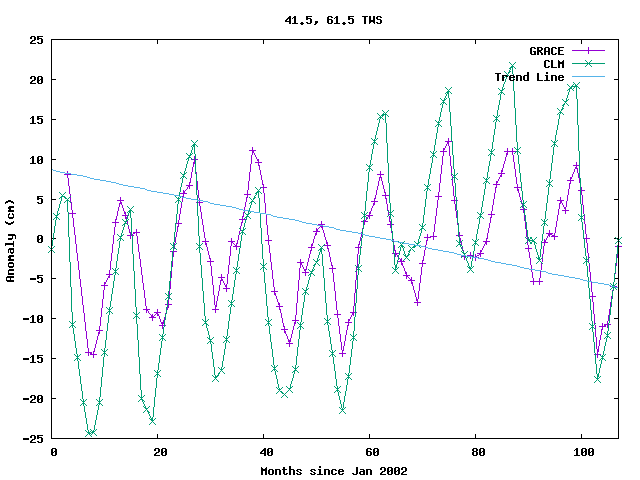 41.5, 61.5 TWS
GRACE
CLM
Trend Line
25
20
15
10
5
0
-5
-10
-15
-20
-25
Anomaly (cm)
0 20 40 60 80 100
Months since Jan 2002